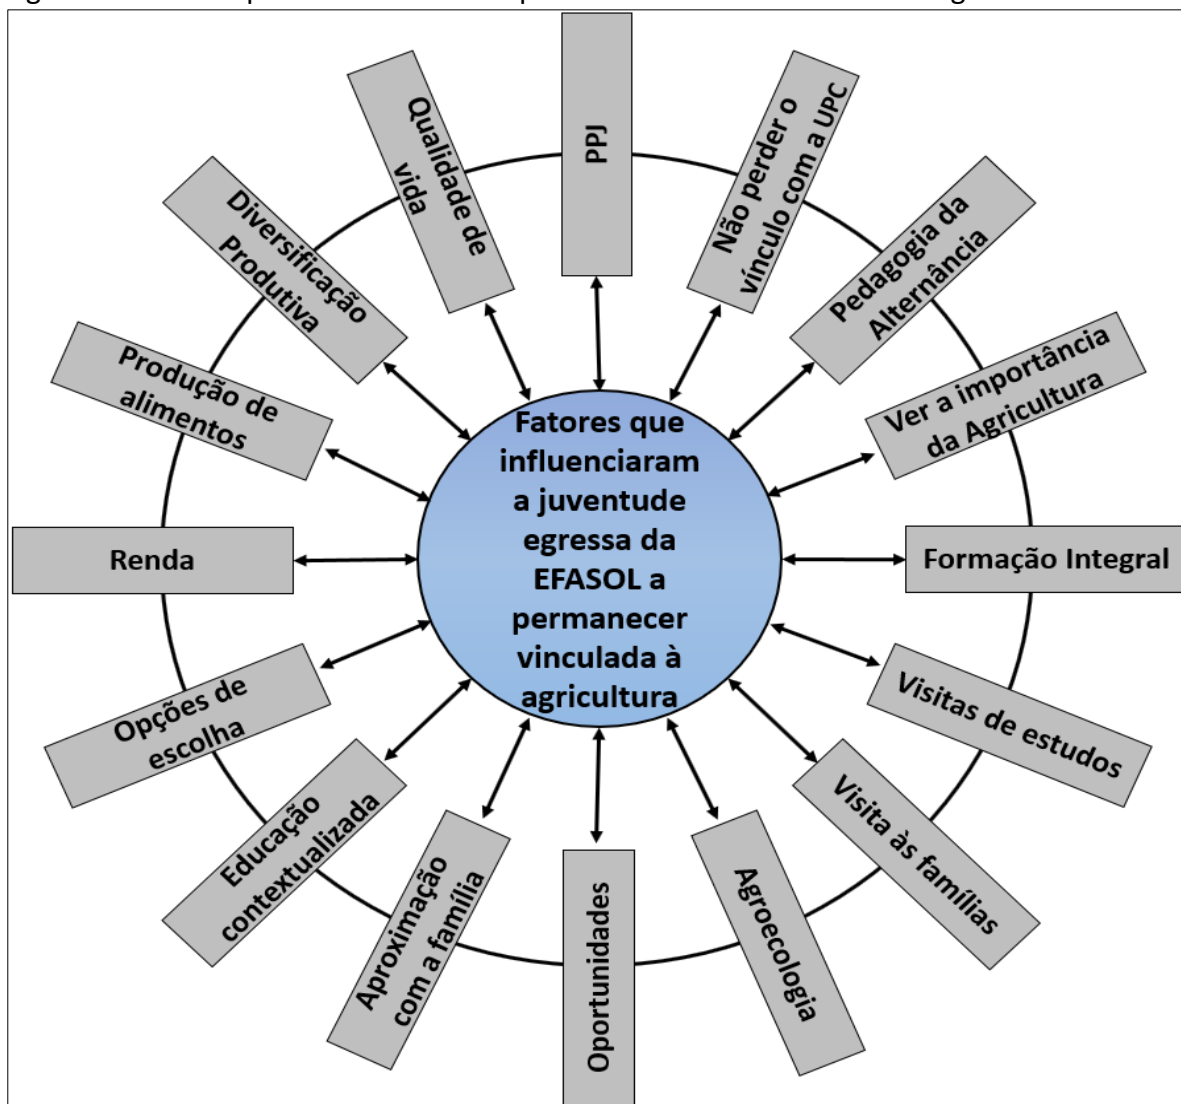 PPJ
Não perder o
vínculo com a UPC
Pedagogia da
Alternância
Ver a importância
da Agricultura
Formação Integral
Visitas de estudos
Visita às famílias
Agroecologia
Oportunidades
Aproximação
com a família
Educação
contextualizada
Opções de
escolha
Renda
Produção de
alimentos
Diversificação
Produtiva
Qualidade de
vida
Fatores que
influenciaram
a juventude
egressa da
EFASOL a
permanecer
vinculada à
agricultura